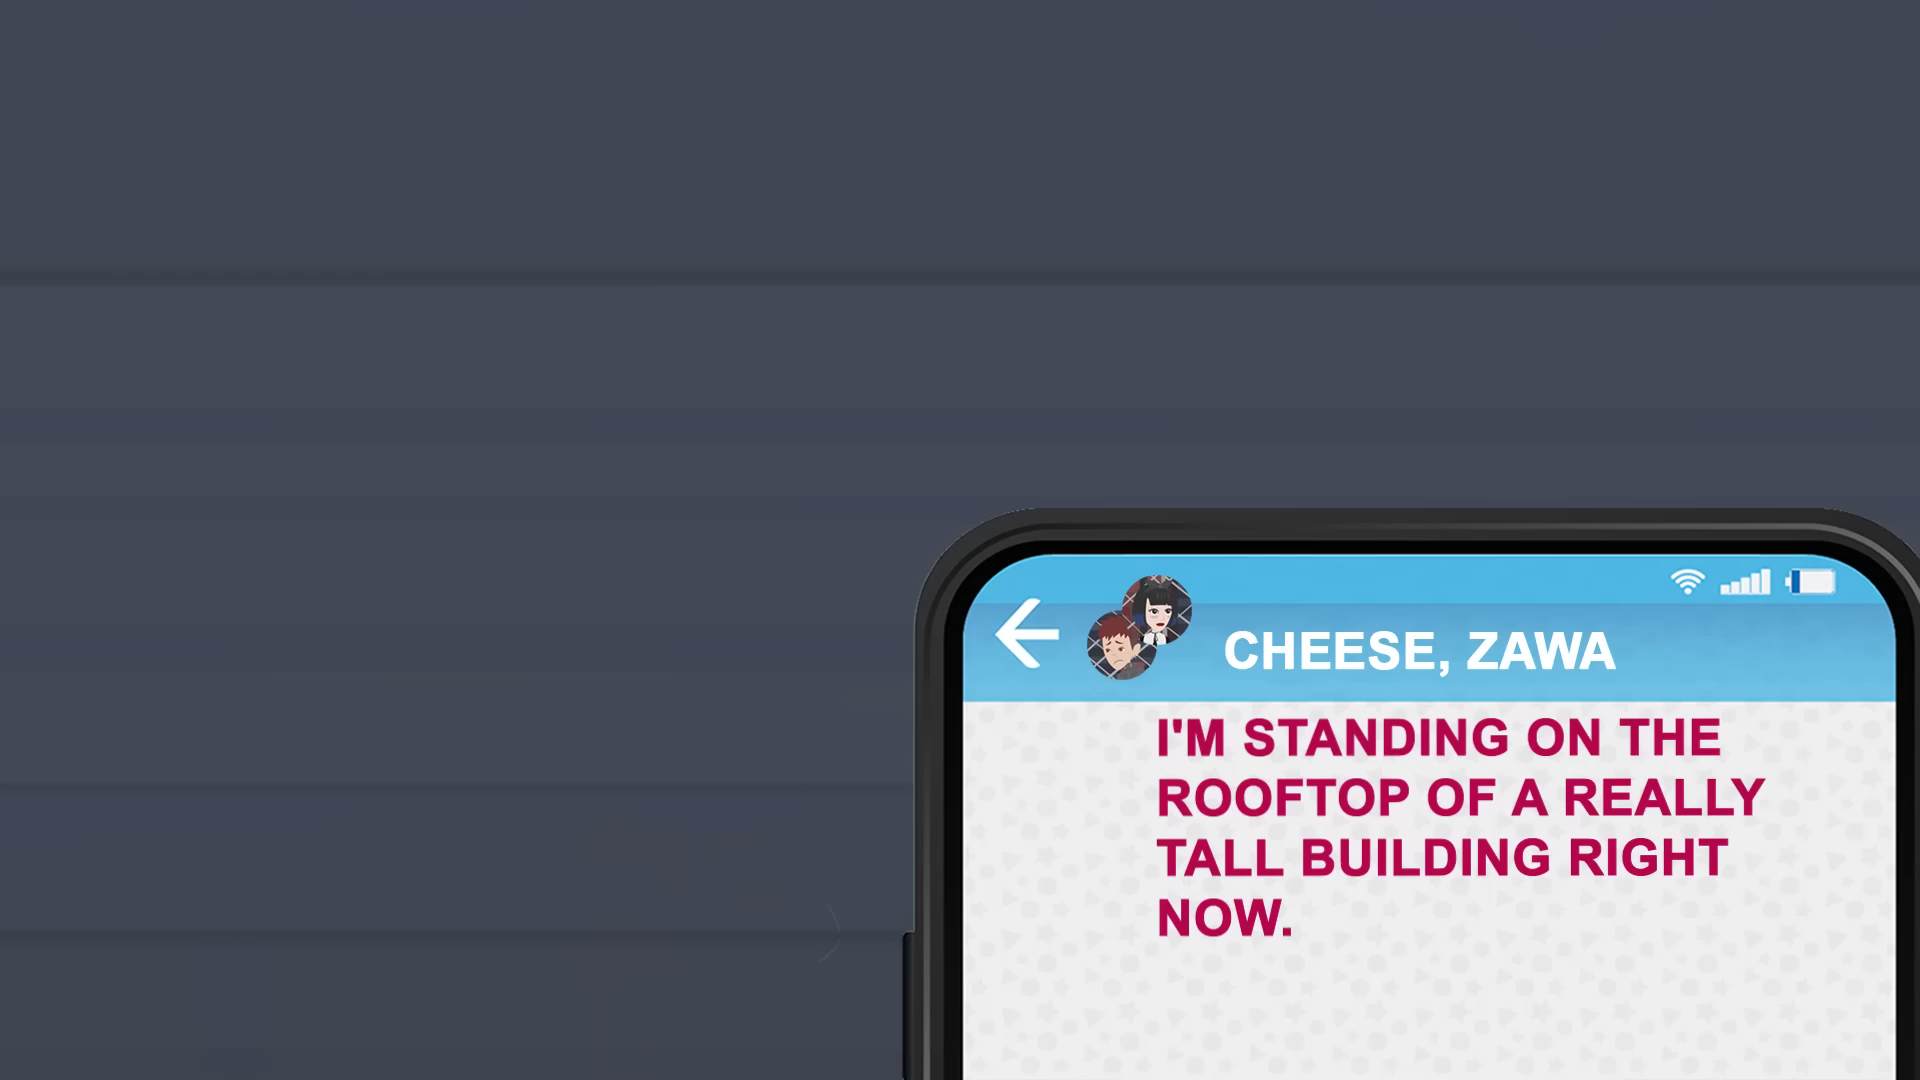 CHEESE, ZAWA
I'M STANDING ON THE
ROOFTOP OF A REALLY
TALL BUILDING RIGHT
NOW.